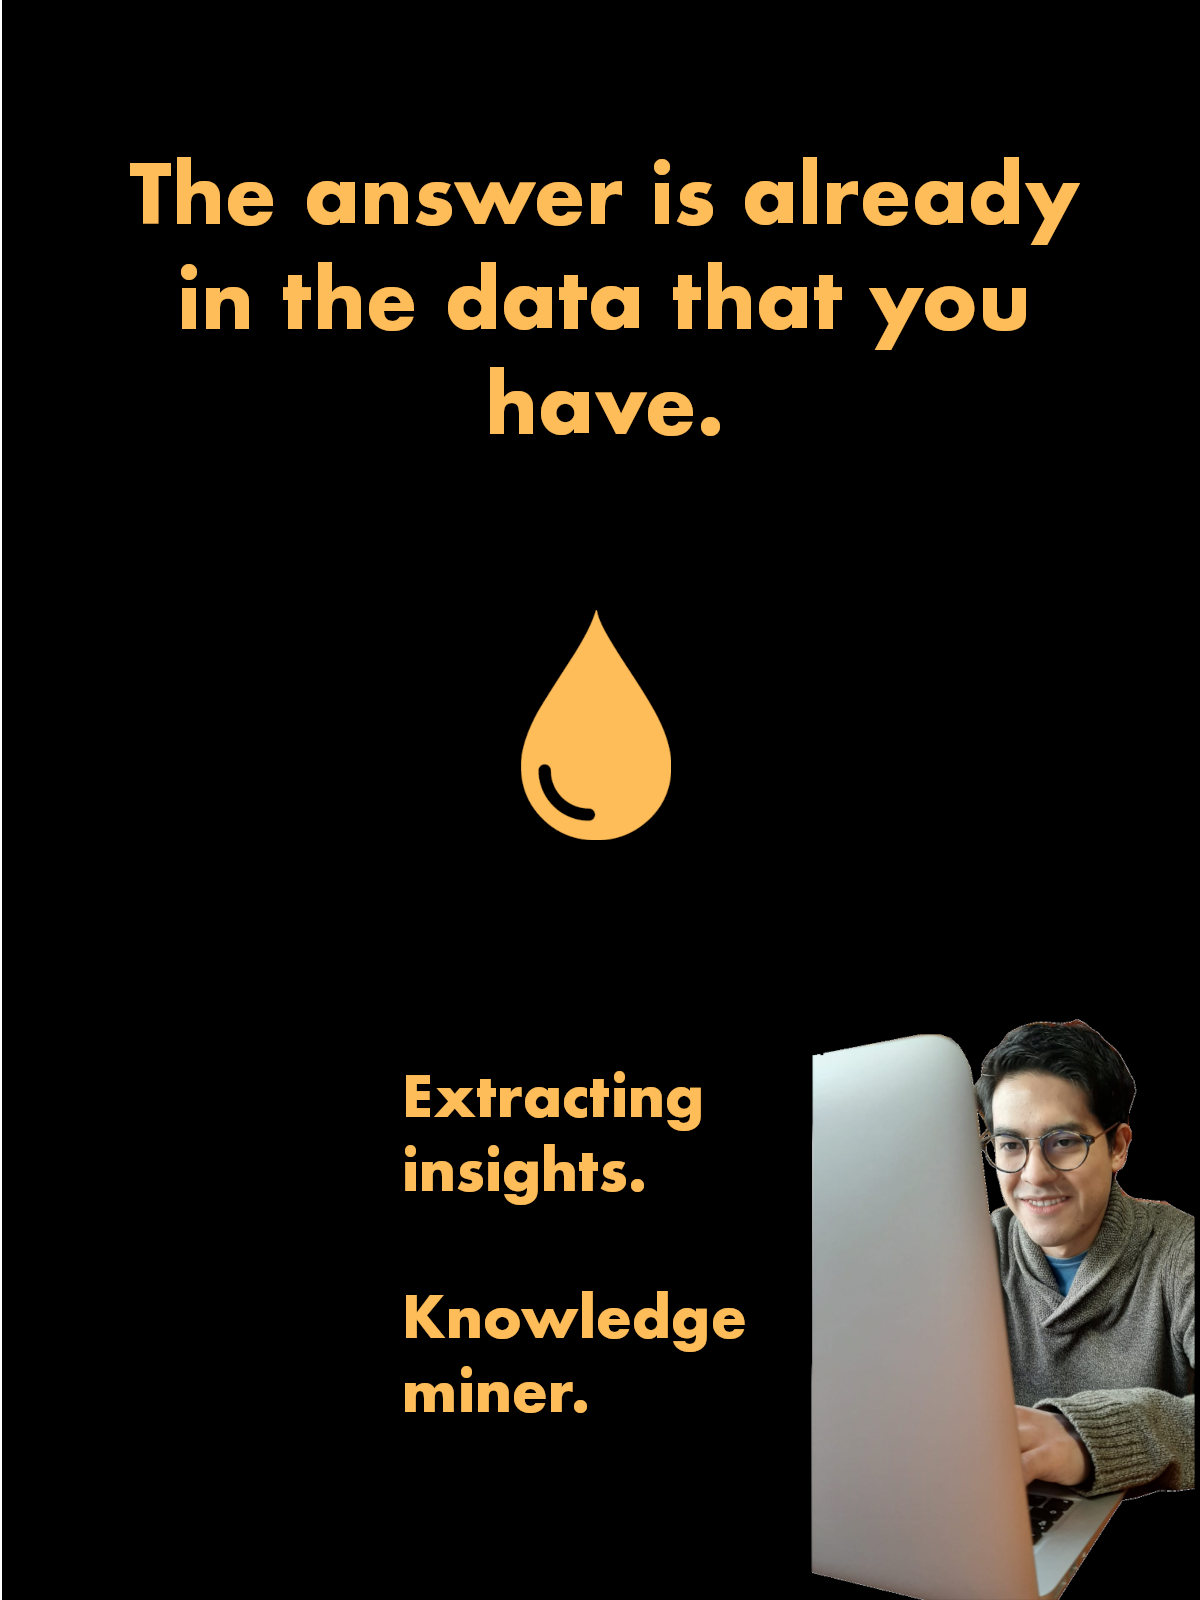 The answer is already
in the data that you
have.
Extracting
insights.
Knowledge
miner.